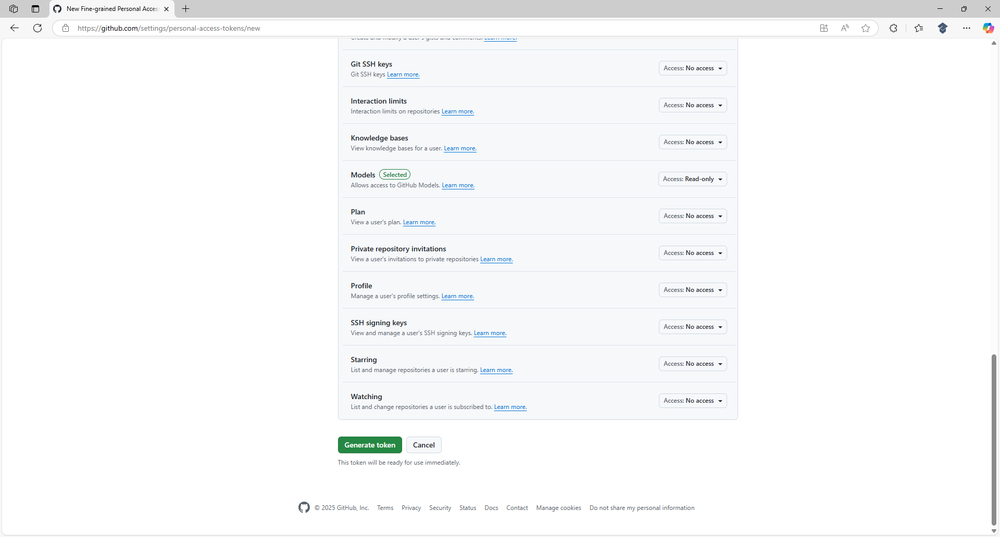 New Fine-grained Personal Acces
https://github.com/settings/personal-access-tokens/new
Create and modify a user's gists and comments. Learn more.
Git SSH keys
Git SSH keys Learn more.
Access: No access
Interaction limits
Interaction limits on repositories Learn more.
Access: No access
Knowledge bases
View knowledge bases for a user. Learn more.
Access: No access
Models Selected
Allows access to GitHub Models. Learn more.
Access: Read-only
Plan
View a user's plan. Learn more.
Access: No access
Private repository invitations
View a user's invitations to private repositories Learn more.
Access: No access
Profile
Manage a user's profile settings. Learn more.
Access: No access
SSH signing keys
View and manage a user's SSH signing keys. Learn more.
Access: No access
Starring
List and manage repositories a user is starring. Learn more.
Access: No access
Watching
List and change repositories a user is subscribed to. Learn more.
Access: No access
Generate token Cancel
This token will be ready for use immediately.
© 2025 GitHub, Inc. Terms Privacy Security Status Docs Contact Manage cookies Do not share my personal information